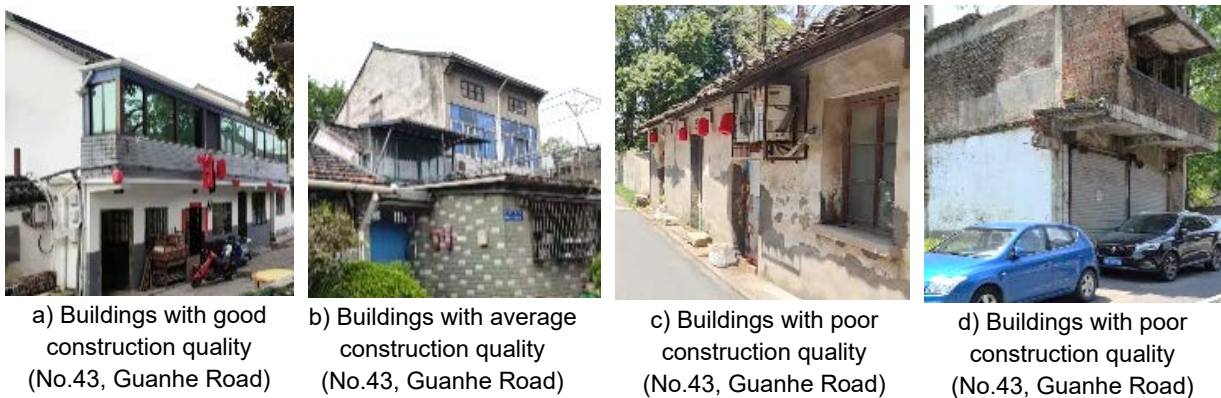 a) Buildings with good
construction quality
(No.43, Guanhe Road)
b) Buildings with average
construction quality
(No.43, Guanhe Road)
c) Buildings with poor
construction quality
(No.43, Guanhe Road)
d) Buildings with poor
construction quality
(No.43, Guanhe Road)